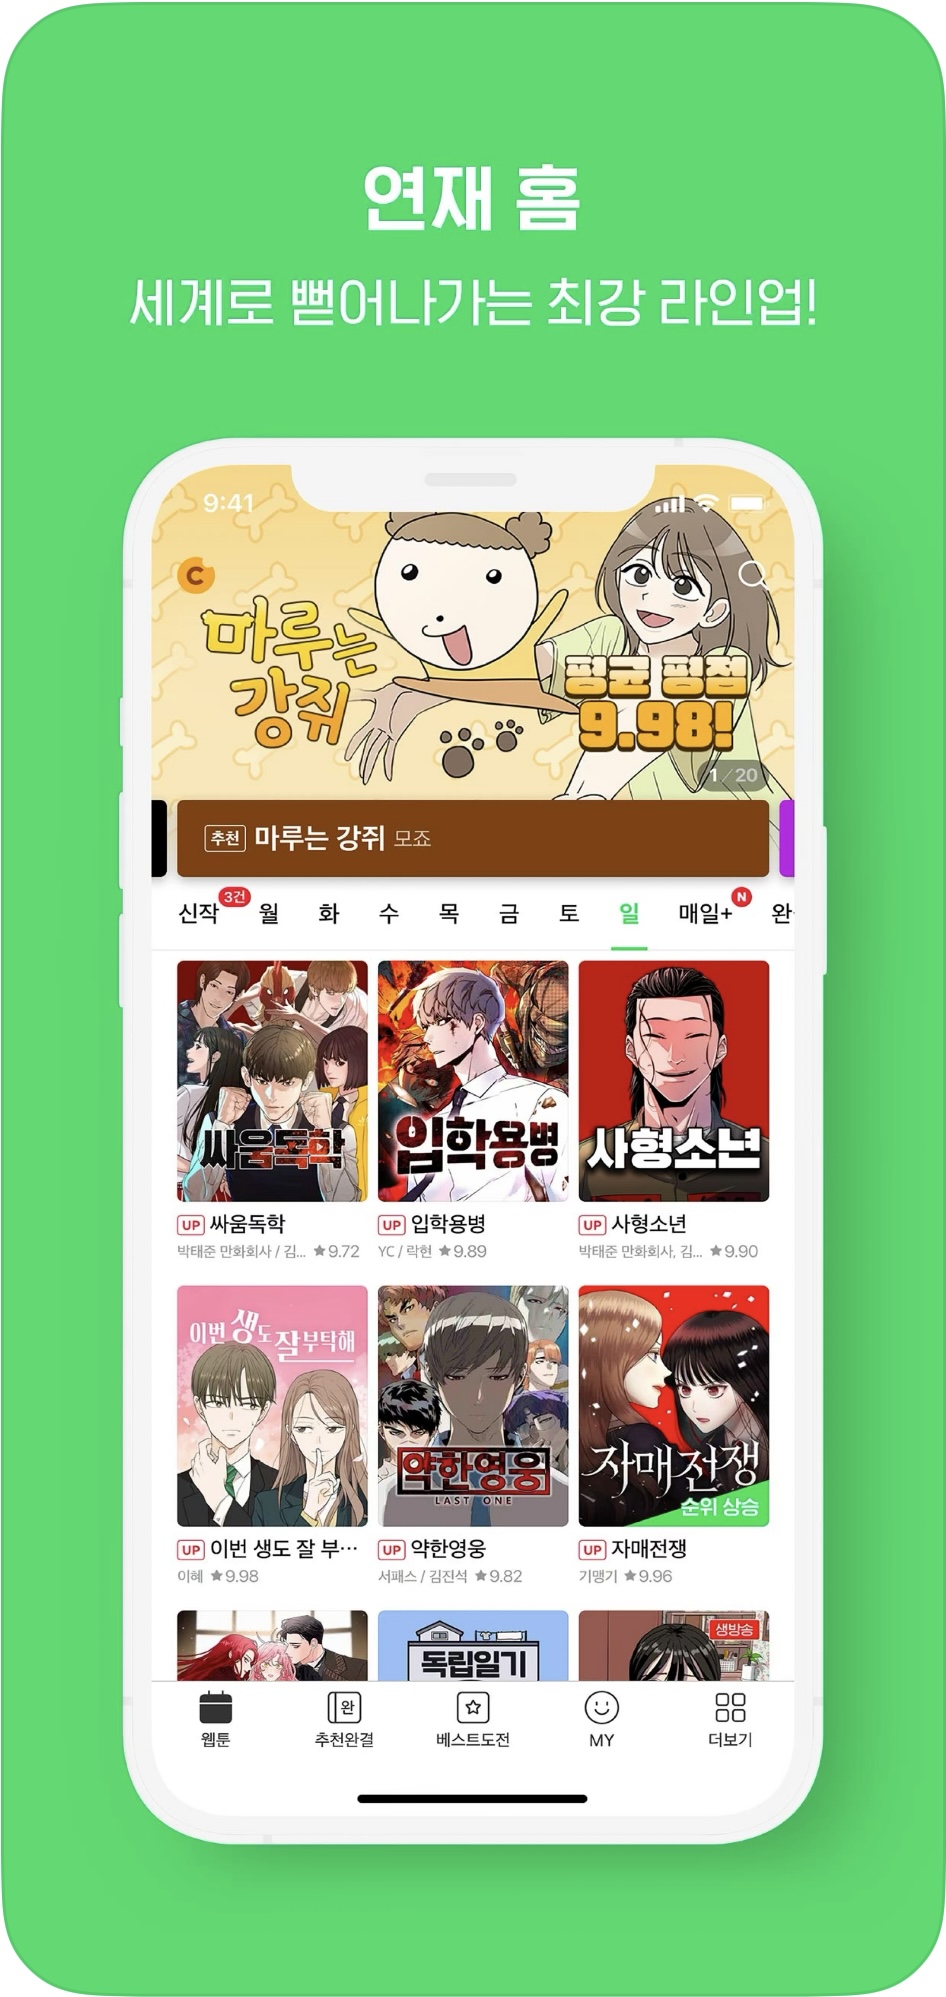 연재 홈
세계로 뻗어나가는 최강 라인업!
9:41
C
마루는
강쥐
평균 평점
9.98!
1 / 20
추천 마루는 강쥐 모죠
신작 3건 월 화 수 목 금 토 일 매일+ N 완
싸움독학 입학용병 사형소년
UP 싸움독학 UP 입학용병 UP 사형소년
박태준 만화회사 / 김... ★9.72 YC / 락현 ★9.89 박태준 만화회사, 김... ★9.90
이번 생도 잘 부탁해
약한영웅
LAST ONE
자매전쟁
순위 상승
UP 이번 생도 잘 부… UP 약한영웅 UP 자매전쟁
이혜 ★9.98 서패스 / 김진석 ★9.82 기맹기 ★9.96
독립일기
생방송
완
웹툰 추천완결 베스트도전 MY 더보기